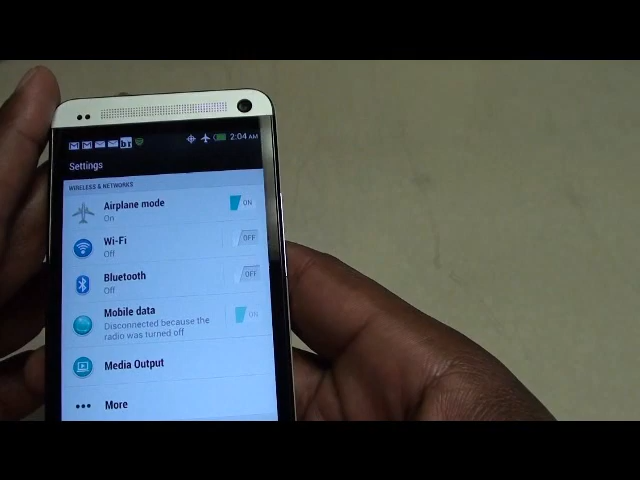 2:04 AM
Settings
WIRELESS & NETWORKS
Airplane mode
On
ON
Wi-Fi
Off
OFF
Bluetooth
Off
OFF
Mobile data
Disconnected because the
radio was turned off
ON
Media Output
More